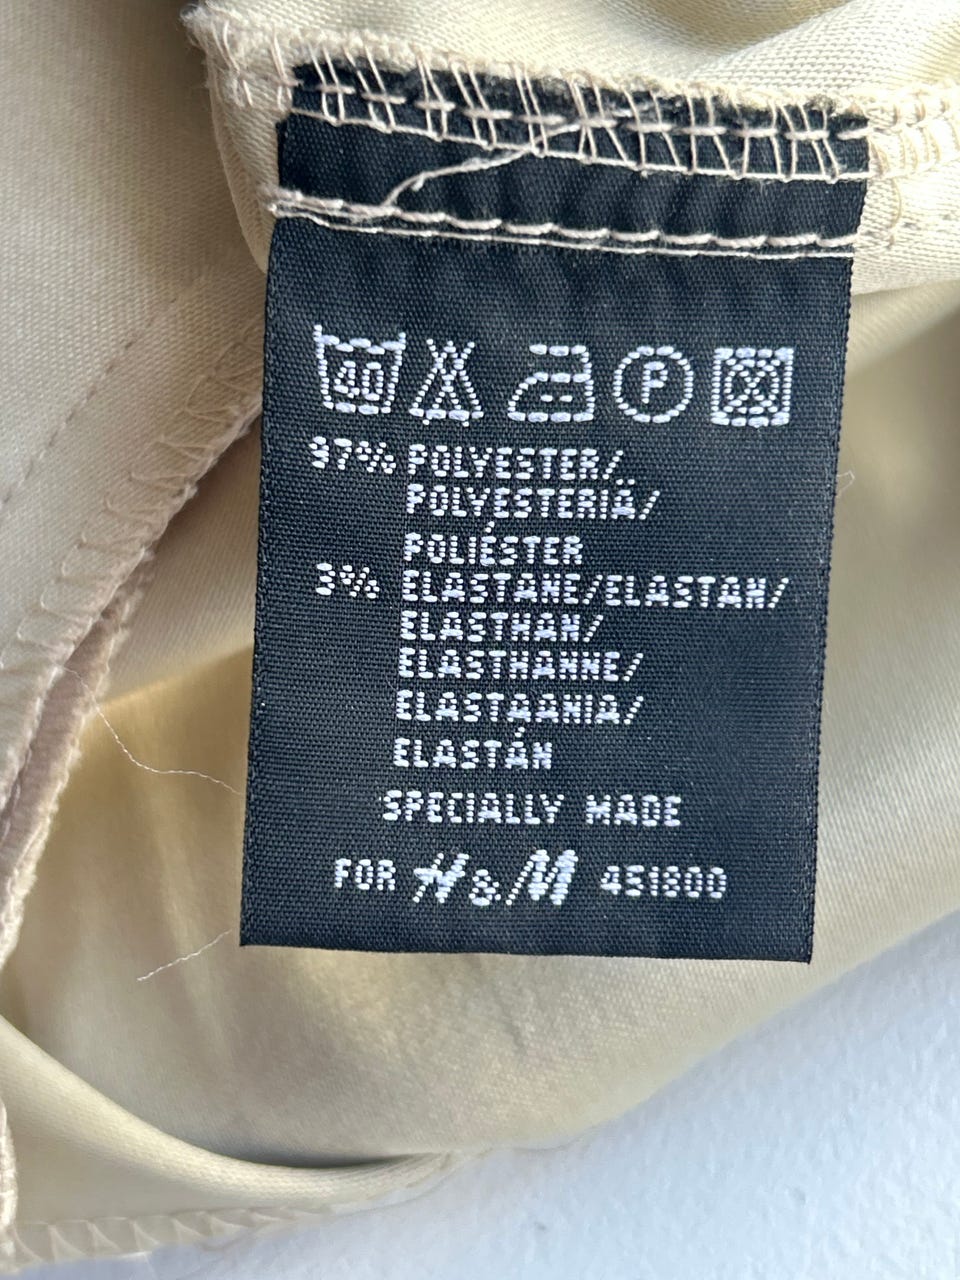 40 P
97% POLYESTER/
POLYESTERIÄ/
POLIÉSTER
3% ELASTANE/ELASTAN/
ELASTHAN/
ELASTHANNE/
ELASTAANIA/
ELASTÁN
SPECIALLY MADE
FOR H&M 451800